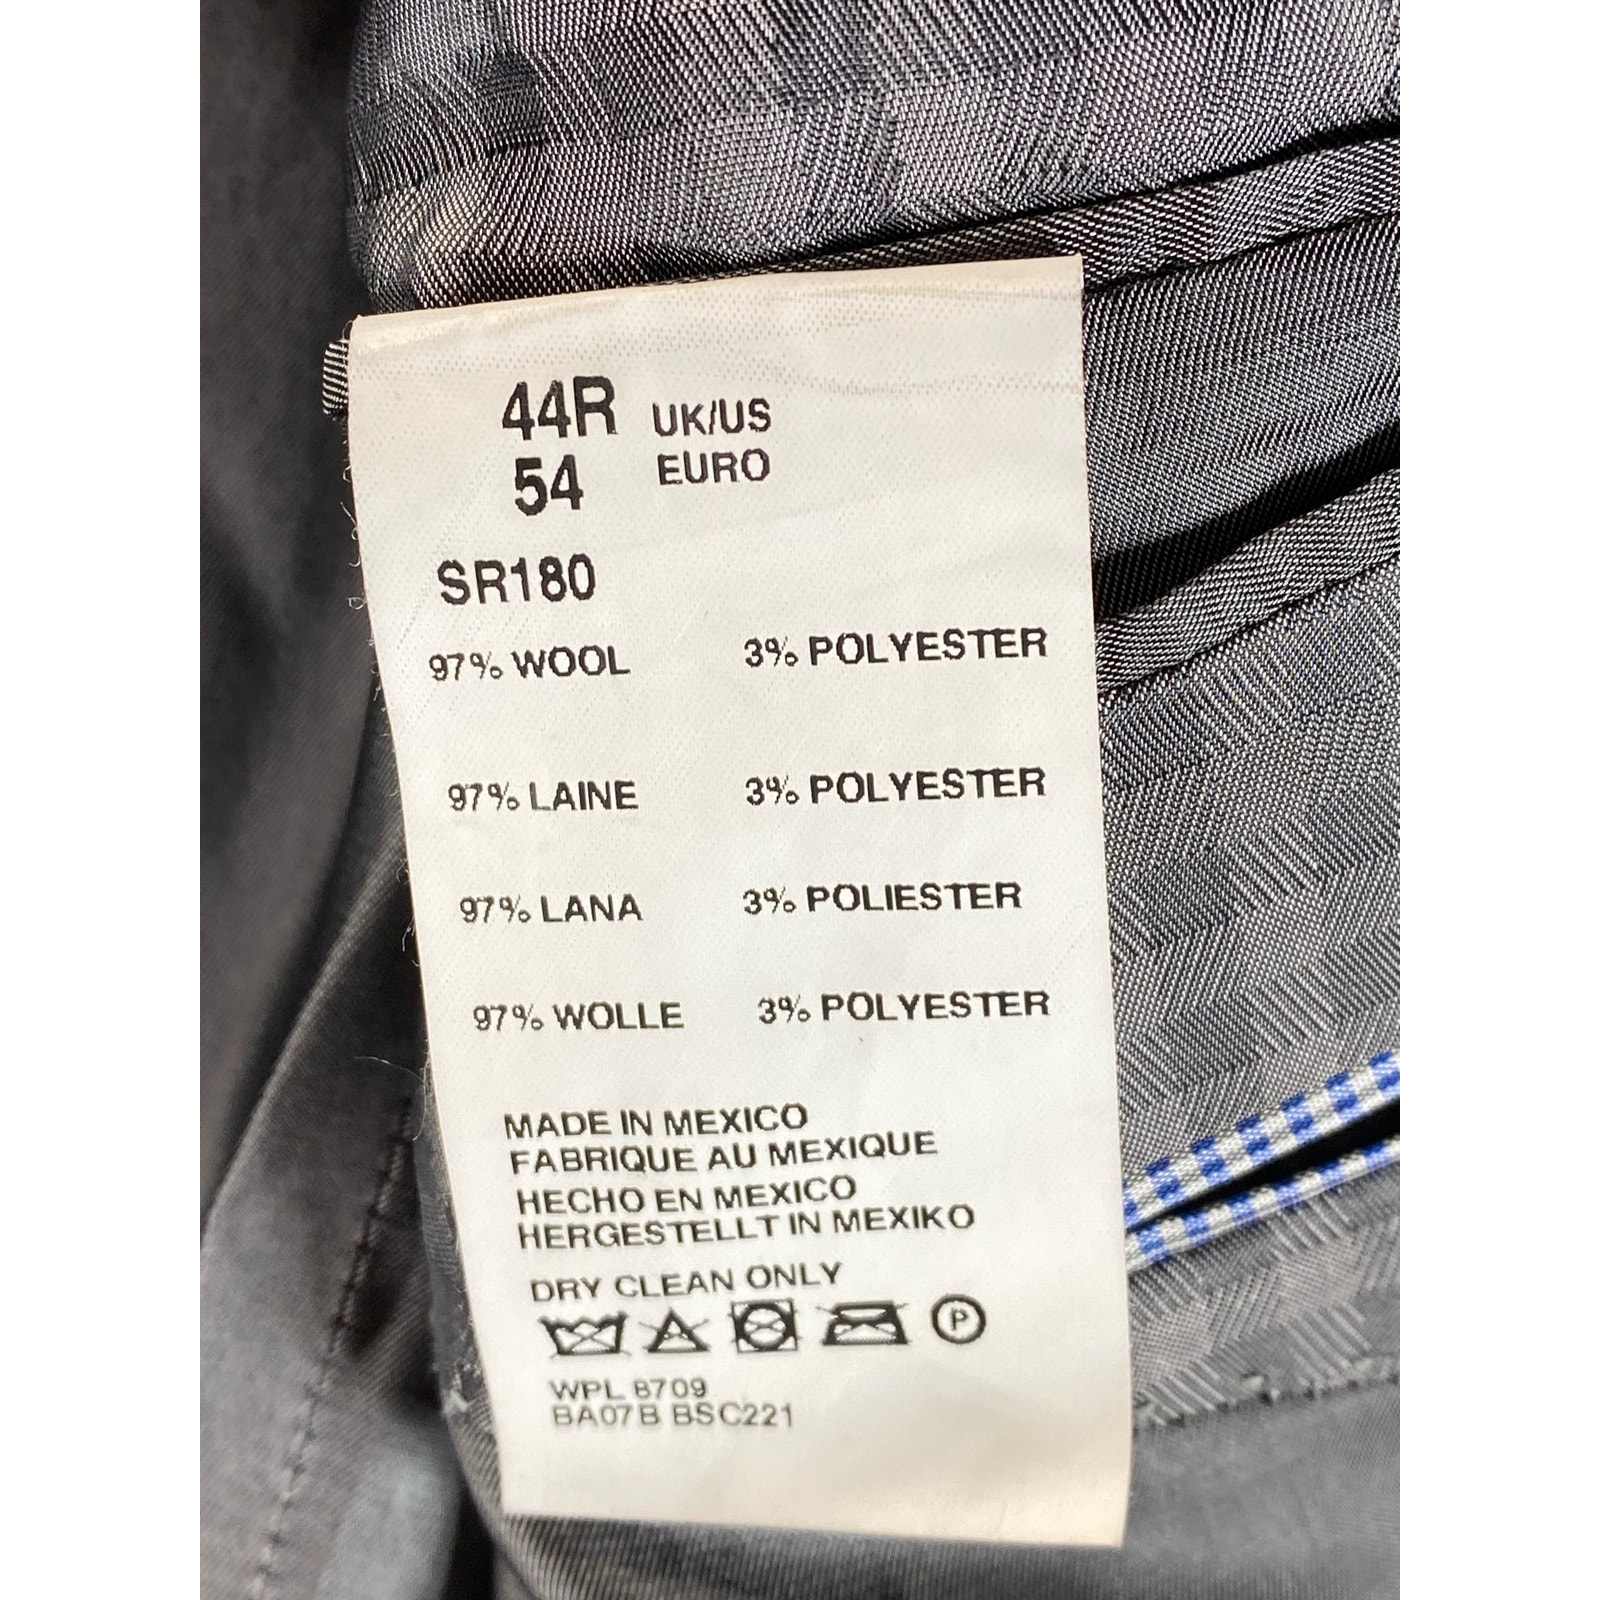 44R UK/US
54 EURO
SR180
97% WOOL 3% POLYESTER
97% LAINE 3% POLYESTER
97% LANA 3% POLIESTER
97% WOLLE 3% POLYESTER
MADE IN MEXICO
FABRIQUE AU MEXIQUE
HECHO EN MEXICO
HERGESTELLT IN MEXIKO
DRY CLEAN ONLY
P
WPL 8709
BA07B BSC221